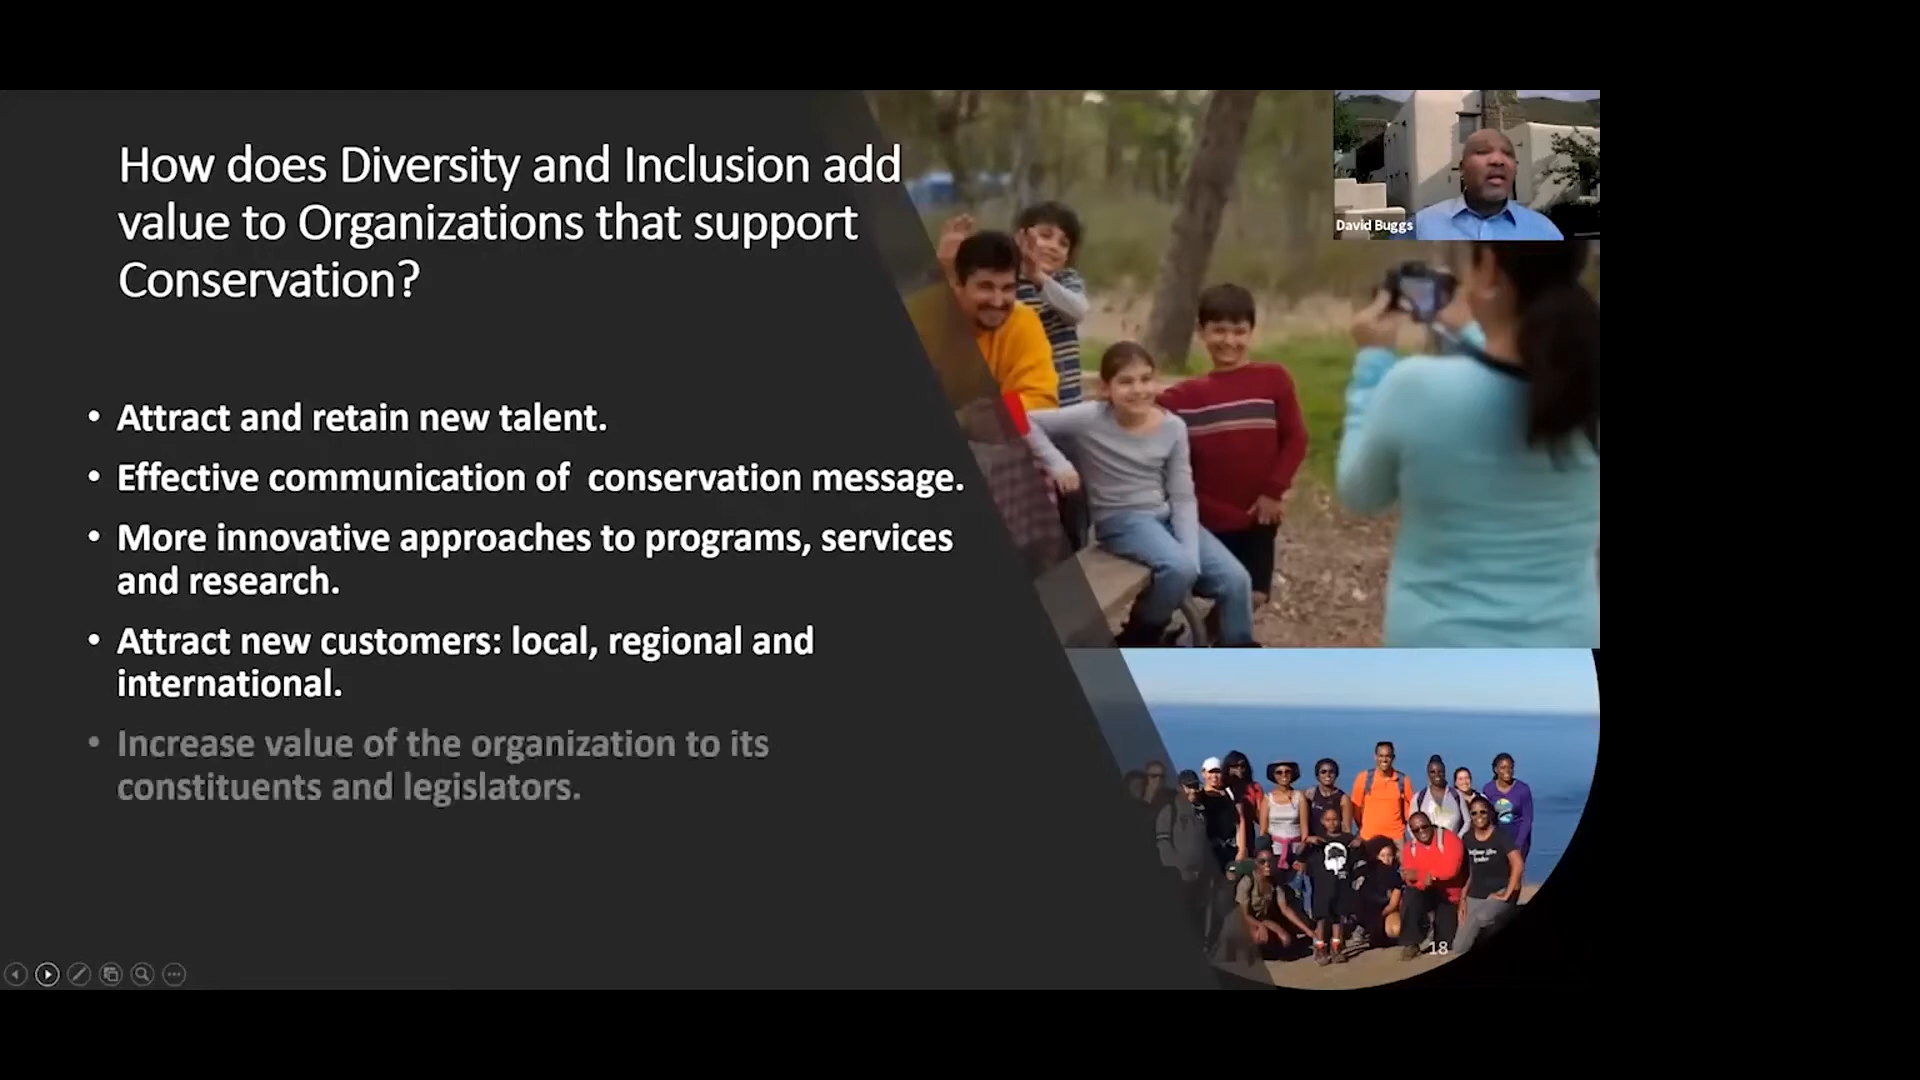 How does Diversity and Inclusion add
value to Organizations that support
Conservation?
• Attract and retain new talent.
• Effective communication of  conservation message.
• More innovative approaches to programs, services
and research.
• Attract new customers: local, regional and
international.
• Increase value of the organization to its
constituents and legislators.
David Buggs
18